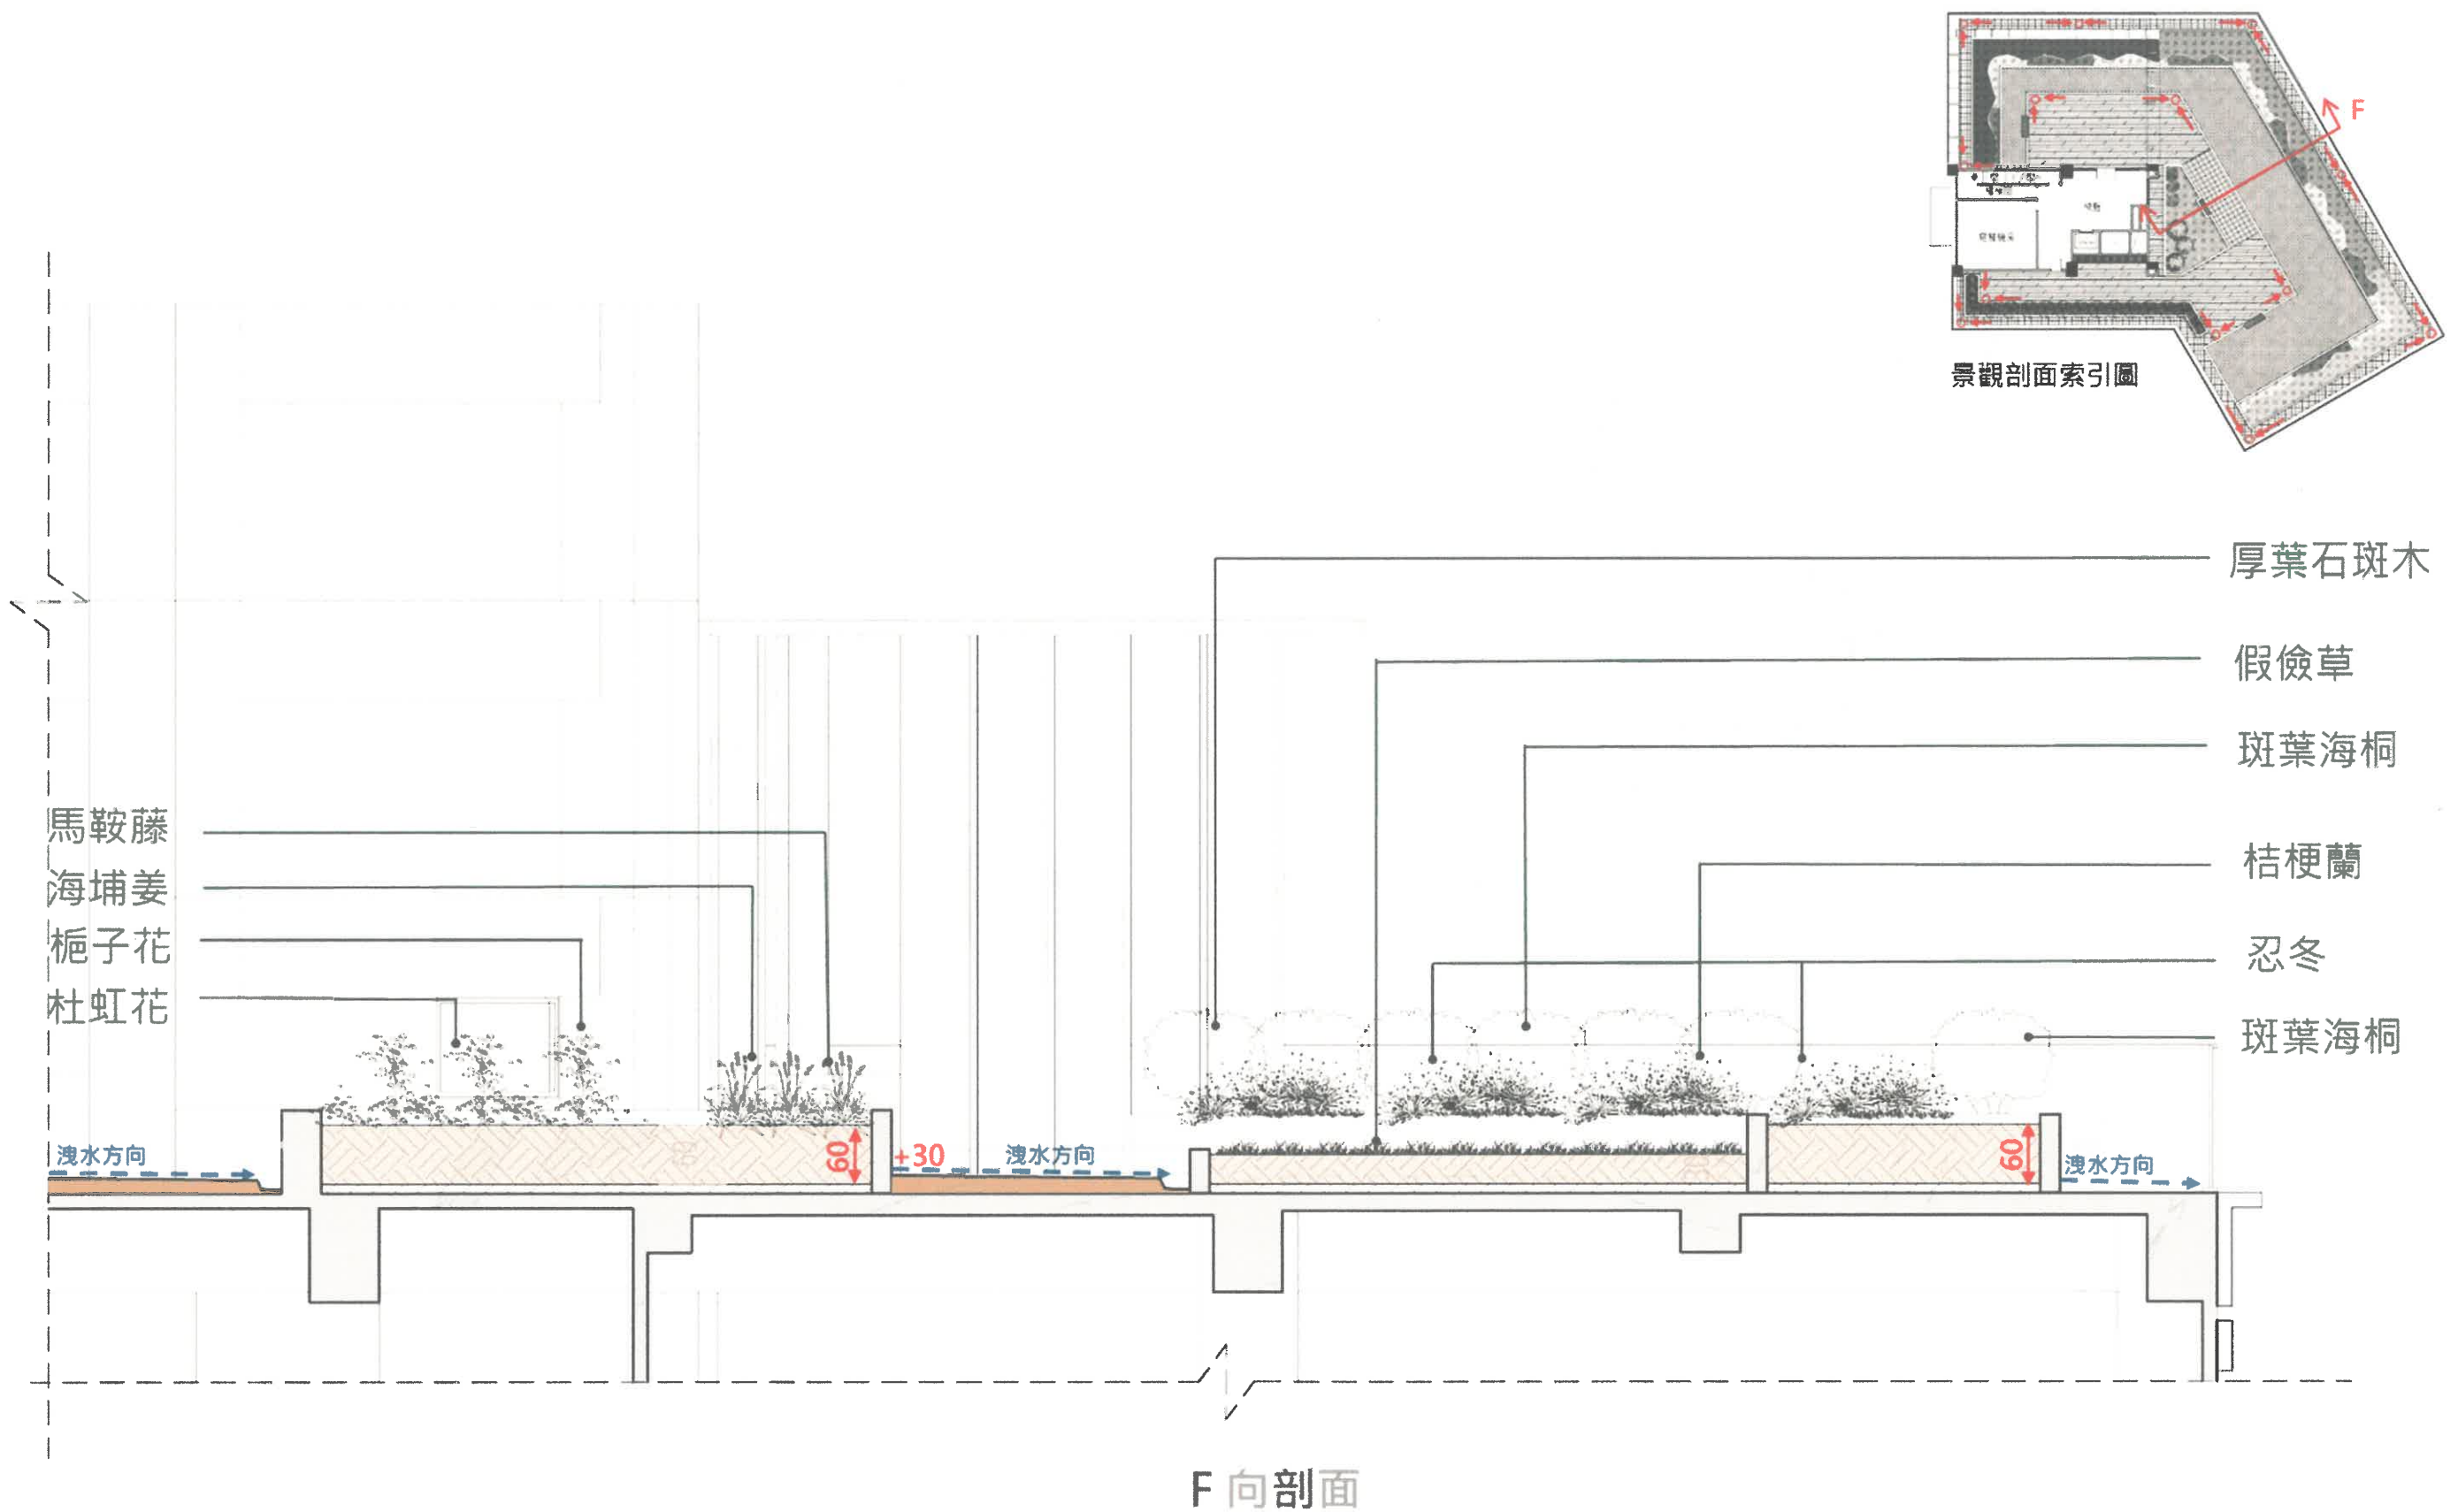 F
景觀剖面索引圖
厚葉石斑木
假儉草
斑葉海桐
馬鞍藤
桔梗蘭
海埔姜
梔子花
忍冬
杜虹花
斑葉海桐
洩水方向
60
+30
洩水方向
60
洩水方向
F 向剖面